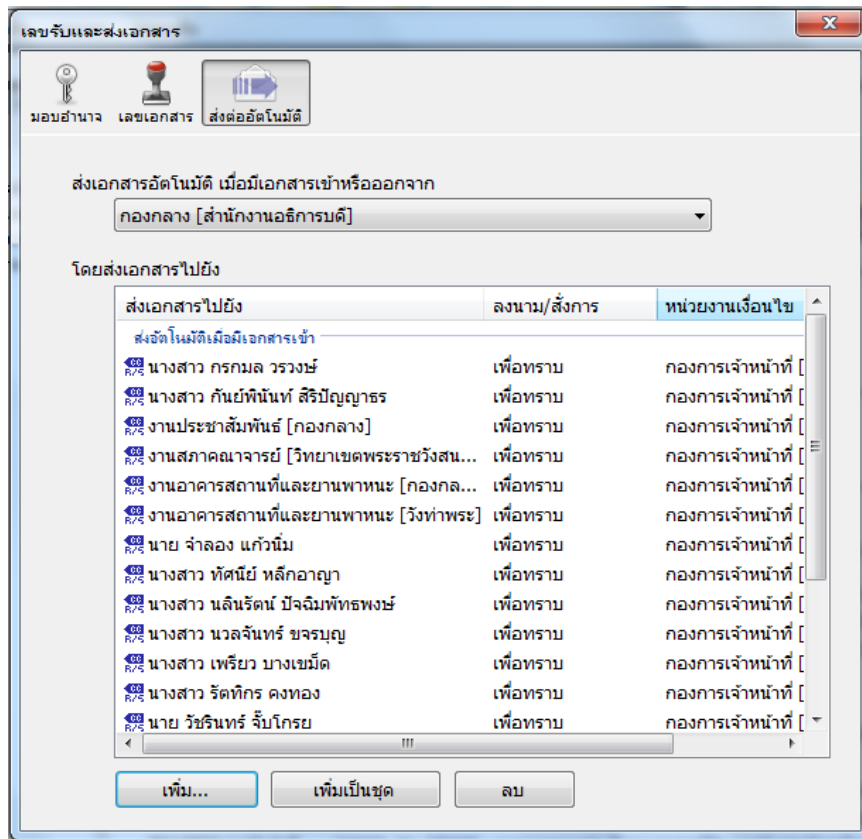 เลขรับและส่งเอกสาร
มอบอำนาจ เลขเอกสาร ส่งต่ออัตโนมัติ
ส่งเอกสารอัตโนมัติ เมื่อมีเอกสารเข้าหรือออกจาก
กองกลาง [สำนักงานอธิการบดี]
โดยส่งเอกสารไปยัง
ส่งเอกสารไปยัง ลงนาม/สั่งการ หน่วยงานเงื่อนไข
ส่งอัตโนมัติเมื่อมีเอกสารเข้า
CC R/S นางสาว กรกมล วรวงษ์ เพื่อทราบ กองการเจ้าหน้าที่ [
CC R/S นางสาว กันย์พินันท์ สิริปัญญาธร เพื่อทราบ กองการเจ้าหน้าที่ [
CC R/S งานประชาสัมพันธ์ [กองกลาง] เพื่อทราบ กองการเจ้าหน้าที่ [
CC R/S งานสภาคณาจารย์ [วิทยาเขตพระราชวังสน... เพื่อทราบ กองการเจ้าหน้าที่ [
CC R/S งานอาคารสถานที่และยานพาหนะ [กองกล... เพื่อทราบ กองการเจ้าหน้าที่ [
CC R/S งานอาคารสถานที่และยานพาหนะ [วังท่าพระ] เพื่อทราบ กองการเจ้าหน้าที่ [
CC R/S นาย จำลอง แก้วนิ่ม เพื่อทราบ กองการเจ้าหน้าที่ [
CC R/S นางสาว ทัศนีย์ หลีกอาญา เพื่อทราบ กองการเจ้าหน้าที่ [
CC R/S นางสาว นลินรัตน์ ปัจฉิมพัทธพงษ์ เพื่อทราบ กองการเจ้าหน้าที่ [
CC R/S นางสาว นวลจันทร์ ขจรบุญ เพื่อทราบ กองการเจ้าหน้าที่ [
CC R/S นางสาว เพรียว บางเขม็ด เพื่อทราบ กองการเจ้าหน้าที่ [
CC R/S นางสาว รัตทิกร คงทอง เพื่อทราบ กองการเจ้าหน้าที่ [
CC R/S นาย วัชรินทร์ จั๊บโกรย เพื่อทราบ กองการเจ้าหน้าที่ [
เพิ่ม... เพิ่มเป็นชุด ลบ